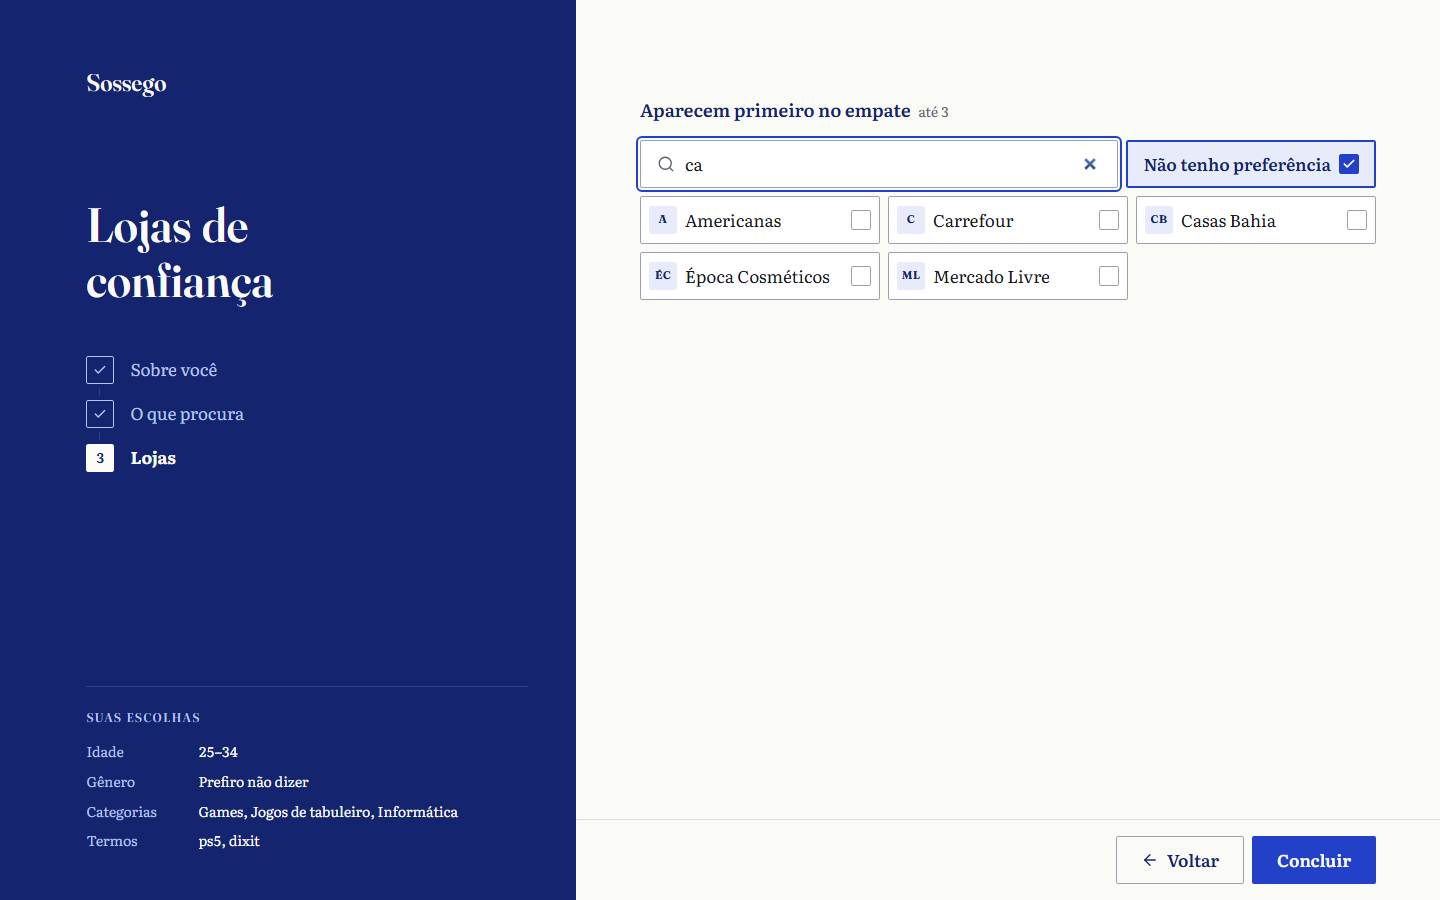 Sossego
Lojas de
confiança
Sobre você
O que procura
3 Lojas
SUAS ESCOLHAS
Idade 25–34
Gênero Prefiro não dizer
Categorias Games, Jogos de tabuleiro, Informática
Termos ps5, dixit
Aparecem primeiro no empate até 3
ca
Não tenho preferência
A Americanas
C Carrefour
CB Casas Bahia
ÉC Época Cosméticos
ML Mercado Livre
Voltar
Concluir